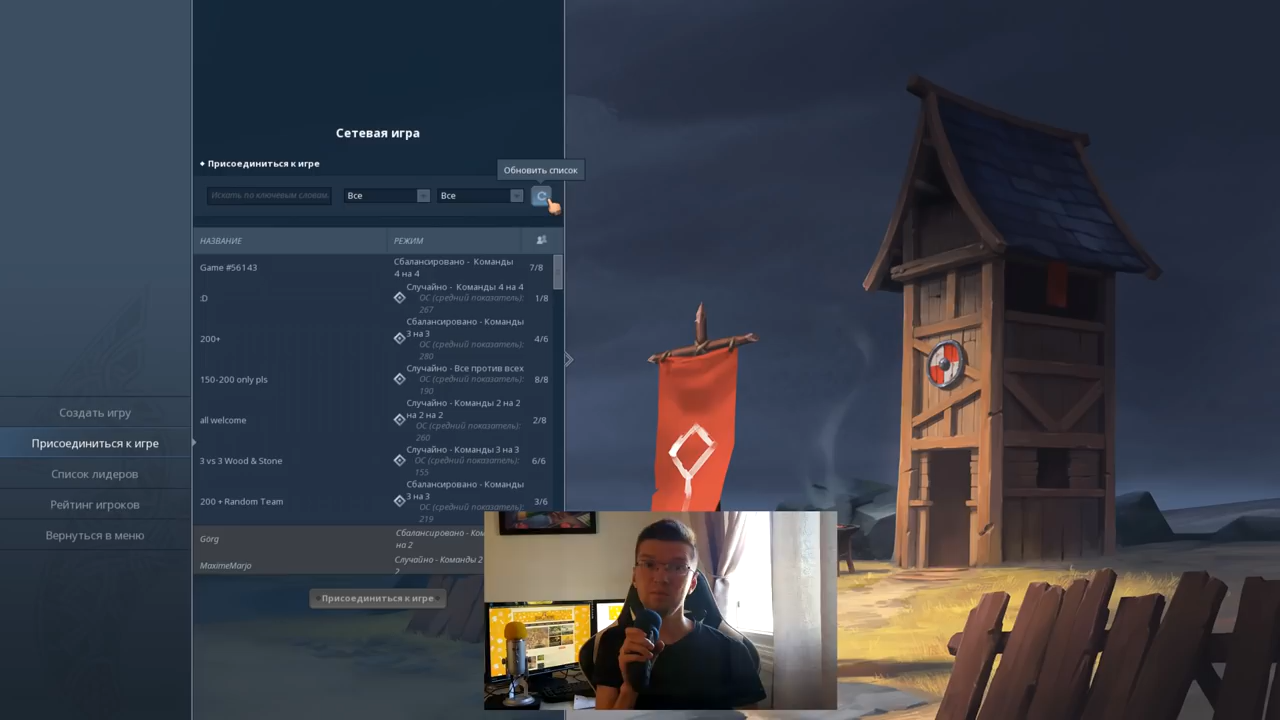 Сетевая игра
Присоединиться к игре
Обновить список
Искать по ключевым словам.
Все
Все
НАЗВАНИЕ
РЕЖИМ
Game #56143
Сбалансировано - Команды
4 на 4
7/8
:D
Случайно - Команды 4 на 4
ОС (средний показатель):
267
1/8
200+
Сбалансировано - Команды
3 на 3
ОС (средний показатель):
280
4/6
150-200 only pls
Случайно - Все против всех
ОС (средний показатель):
190
8/8
all welcome
Случайно - Команды 2 на 2
на 2 на 2
ОС (средний показатель):
260
2/8
3 vs 3 Wood & Stone
Случайно - Команды 3 на 3
ОС (средний показатель):
155
6/6
200 + Random Team
Сбалансировано - Команды
3 на 3
ОС (средний показатель):
219
3/6
Görg
Сбалансировано - Ком
на 2
MaximeMarjo
Случайно - Команды 2
Присоединиться к игре
Создать игру
Присоединиться к игре
Список лидеров
Рейтинг игроков
Вернуться в меню